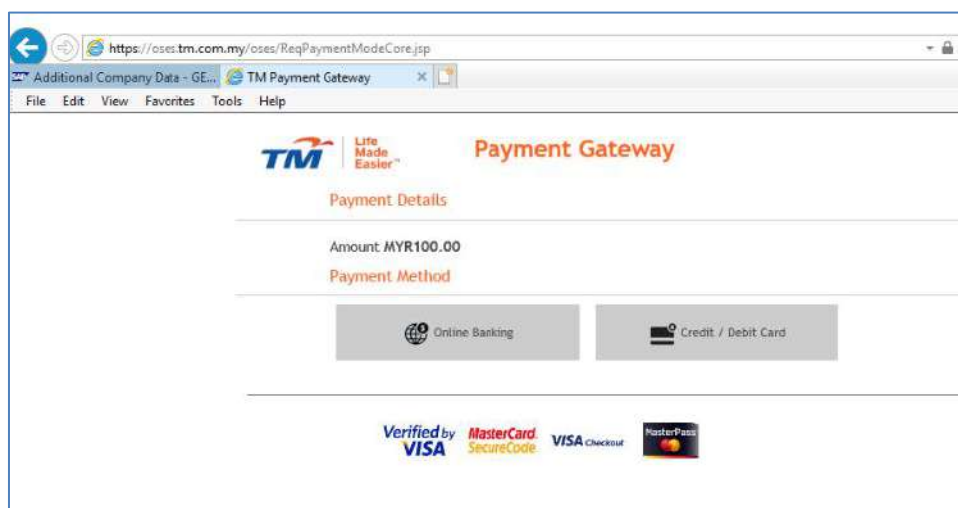 https://oses.tm.com.my/oses/ReqPaymentModeCore.jsp
Additional Company Data - GE... TM Payment Gateway
File Edit View Favorites Tools Help
TM Life Made Easier™ Payment Gateway
Payment Details
Amount MYR100.00
Payment Method
Online Banking Credit / Debit Card
Verified by VISA MasterCard. SecureCode. VISA Checkout MasterPass